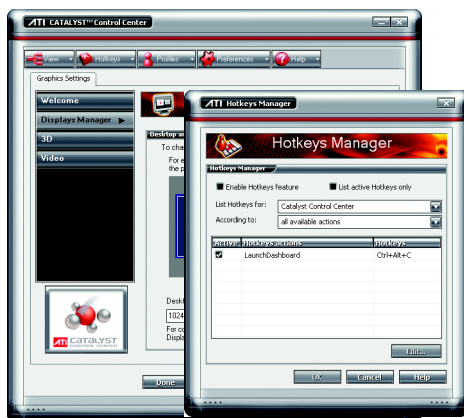 ATI CATALYST™ Control Center
View
Hotkeys
Profiles
Preferences
Help
Graphics Settings
Welcome
Displays Manager
3D
Video
Desktop a
To cha
For e
the p
Deskt
1024
For co
Displa
ATI CATALYST
CONTROL CENTER
Done
ATI Hotkeys Manager
Hotkeys Manager
Hotkeys Manager
Enable Hotkeys feature
List active Hotkeys only
List Hotkeys for:
Catalyst Control Center
According to:
all available actions
Active
Hotkeys actions
Hotkeys
LaunchDashboard
Ctrl+Alt+C
Edit...
OK
Cancel
Help